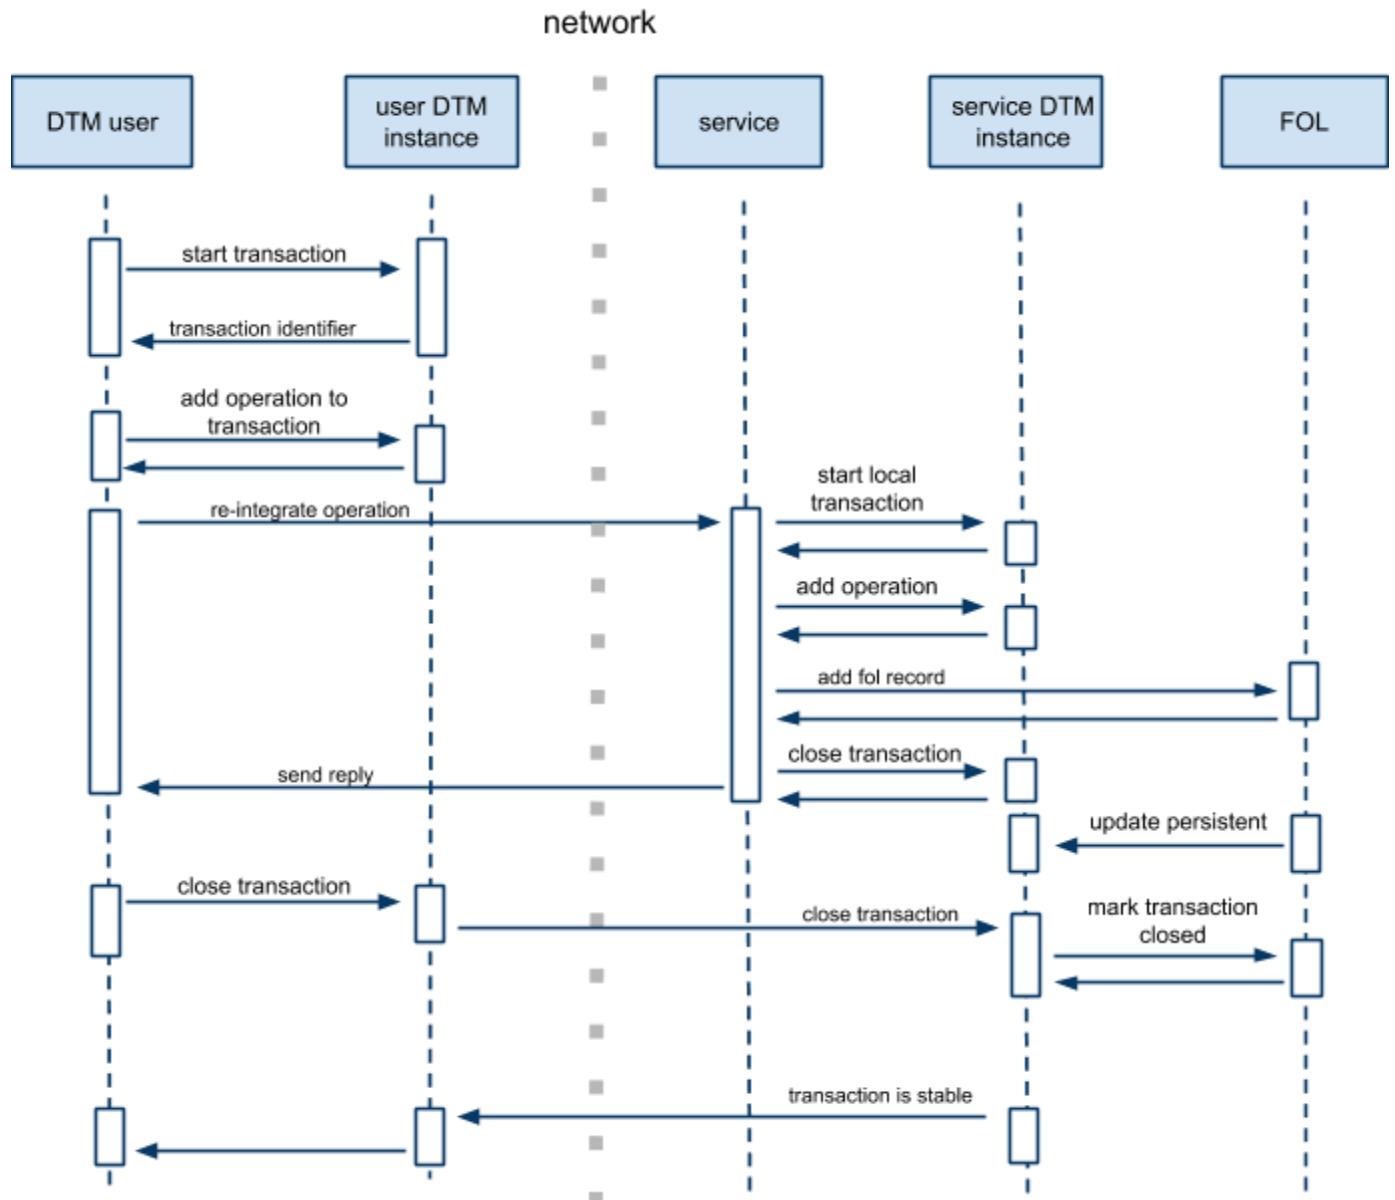 network
DTM user
user DTM
instance
service
service DTM
instance
FOL
start transaction
transaction identifier
add operation to
transaction
start local
transaction
re-integrate operation
add operation
add fol record
close transaction
send reply
update persistent
close transaction
close transaction
mark transaction
closed
transaction is stable